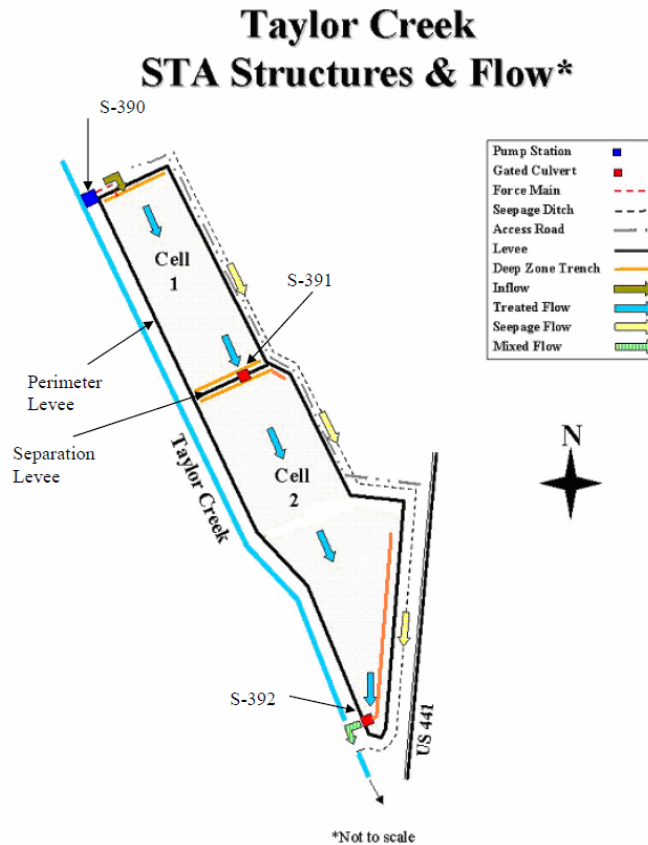 Taylor Creek
STA Structures & Flow*
S-390
Pump Station
Gated Culvert
Force Main
Seepage Ditch
Access Road
Levee
Deep Zone Trench
Inflow
Treated Flow
Seepage Flow
Mixed Flow
Cell
1
S-391
Perimeter
Levee
Separation
Levee
Taylor Creek
Cell
2
N
S-392
US 441
*Not to scale